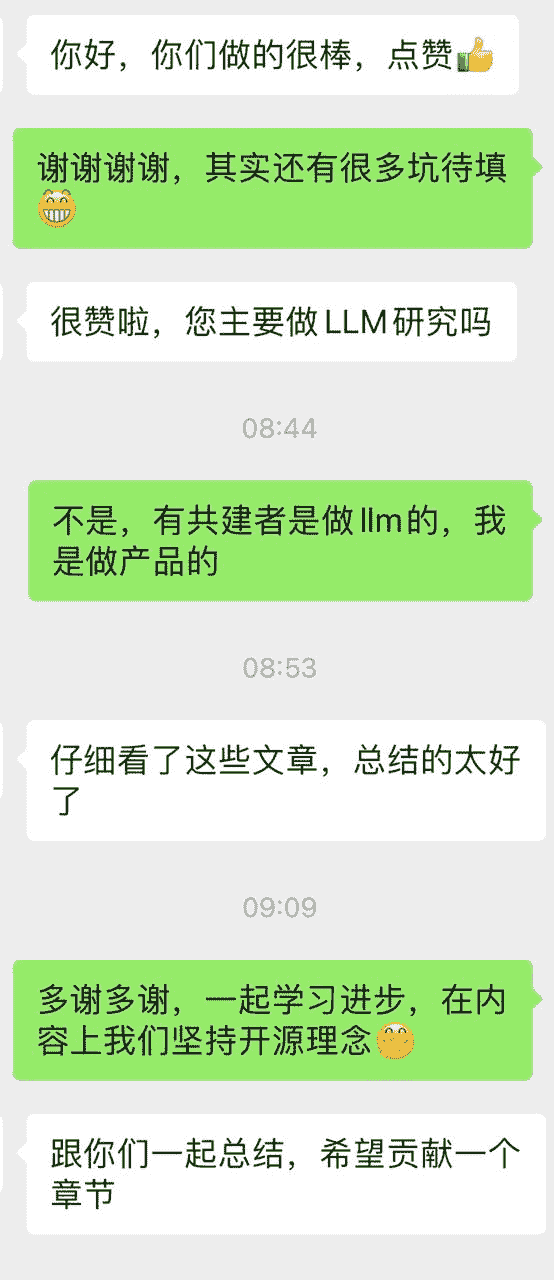 你好，你们做的很棒，点赞👍
谢谢谢谢，其实还有很多坑待填
😁
很赞啦，您主要做LLM研究吗
08:44
不是，有共建者是做llm的，我
是做产品的
08:53
仔细看了这些文章，总结的太好
了
09:09
多谢多谢，一起学习进步，在内
容上我们坚持开源理念🤭
跟你们一起总结，希望贡献一个
章节